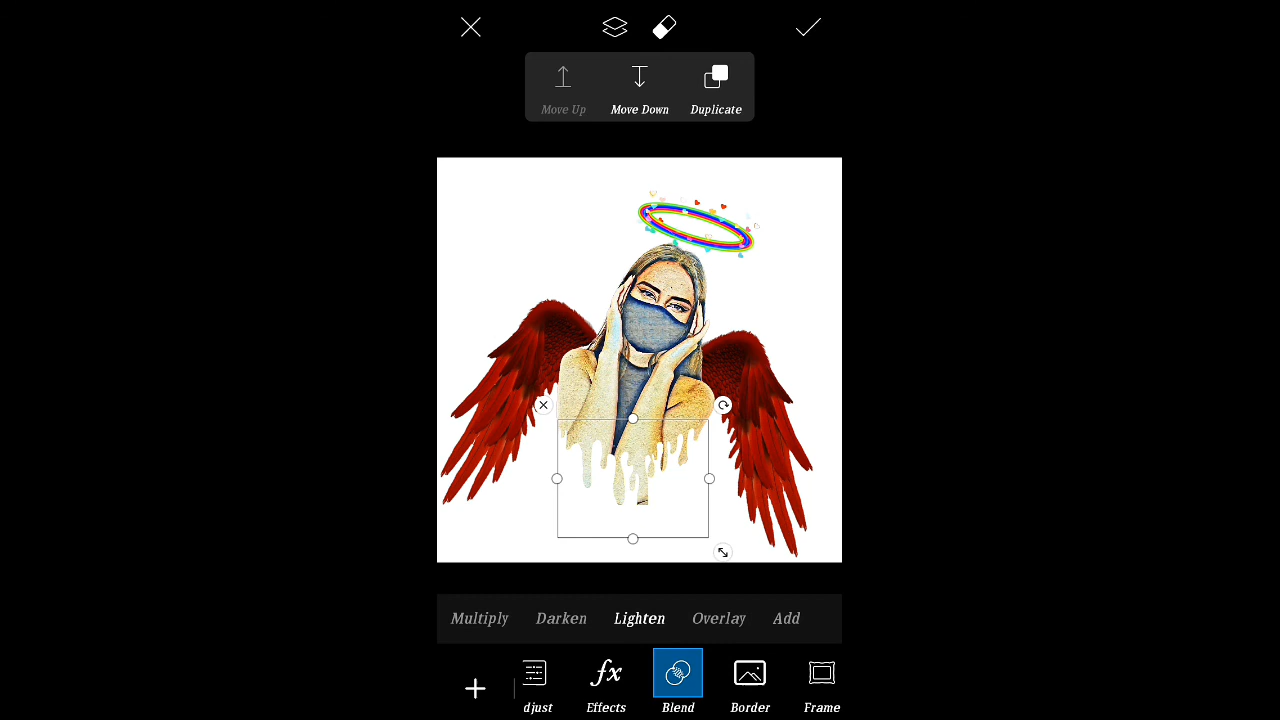 Move Up Move Down Duplicate
Multiply Darken Lighten Overlay Add
djust Effects Blend Border Frame